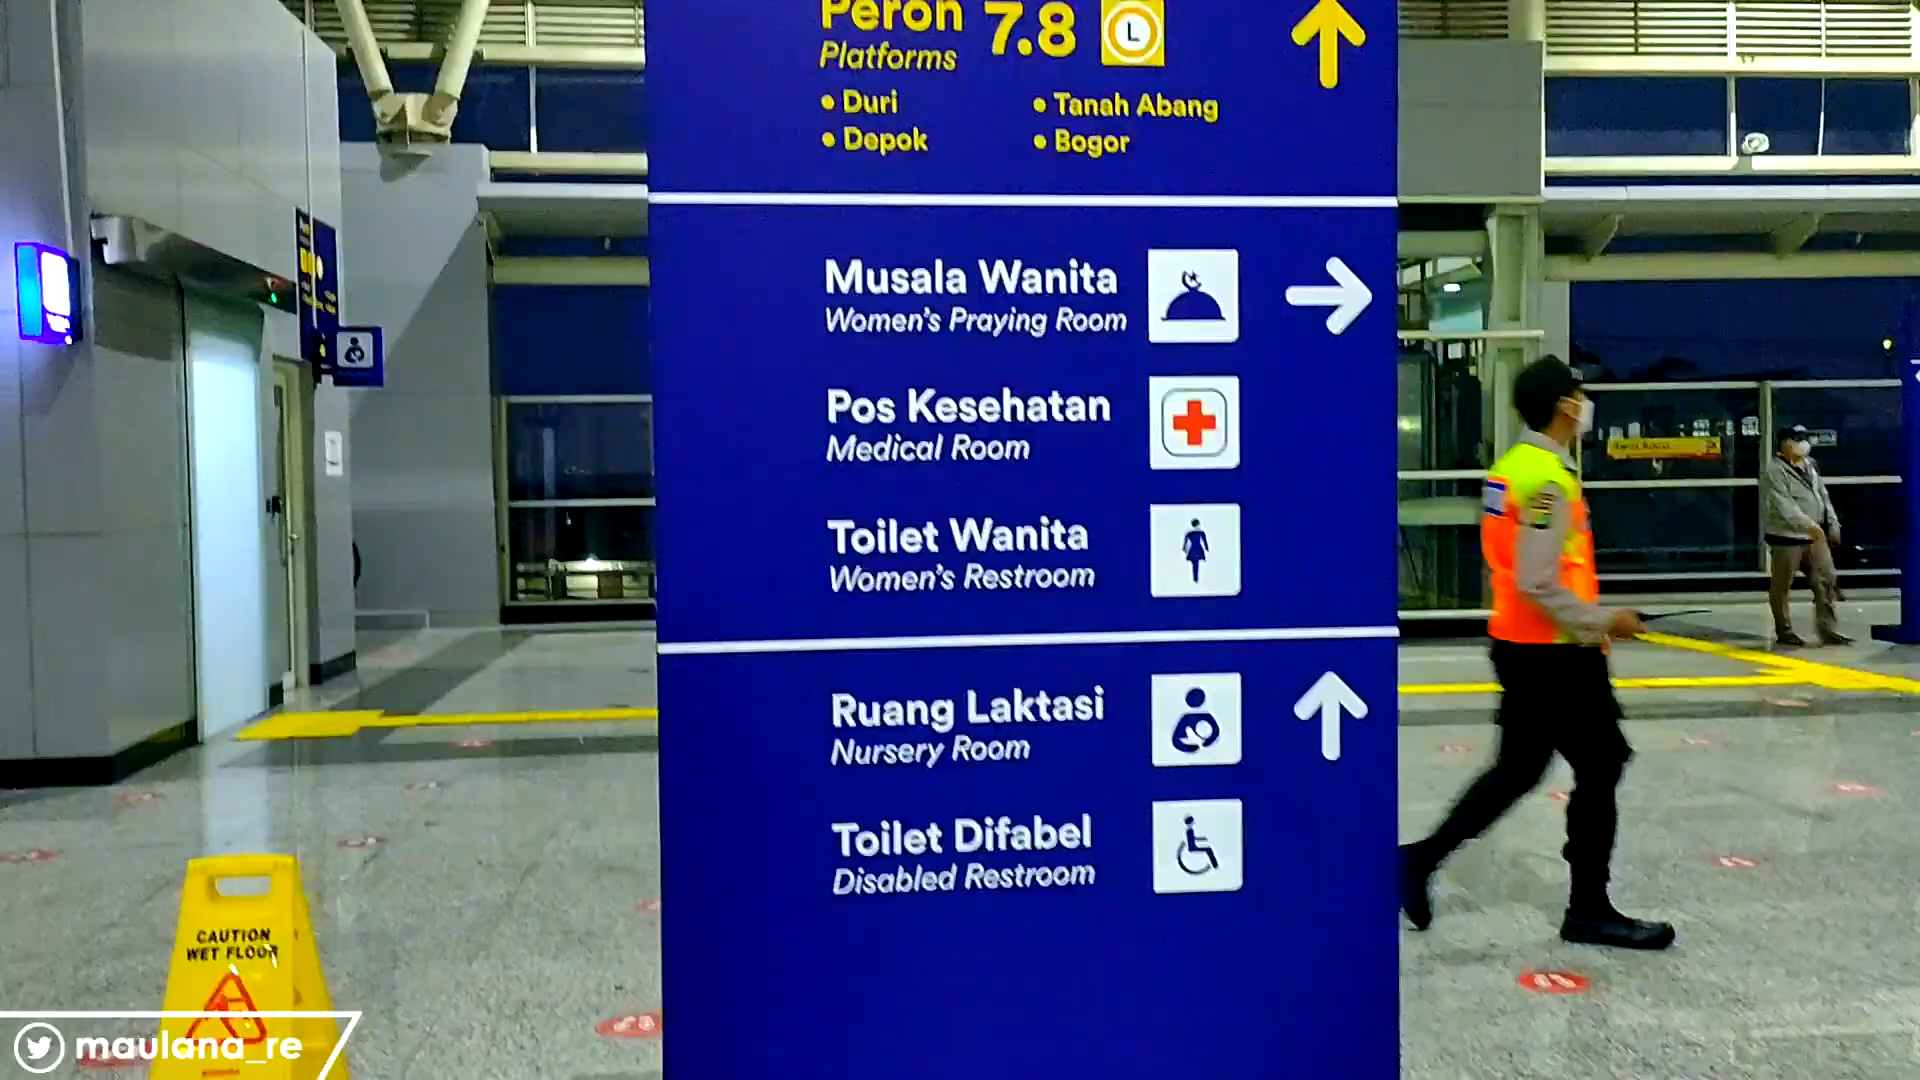 Peron 7.8 L
Platforms
• Duri • Tanah Abang
• Depok • Bogor
Musala Wanita
Women's Praying Room
Pos Kesehatan
Medical Room
Toilet Wanita
Women's Restroom
Ruang Laktasi
Nursery Room
Toilet Difabel
Disabled Restroom
CAUTION
WET FLOOR
maulana_re